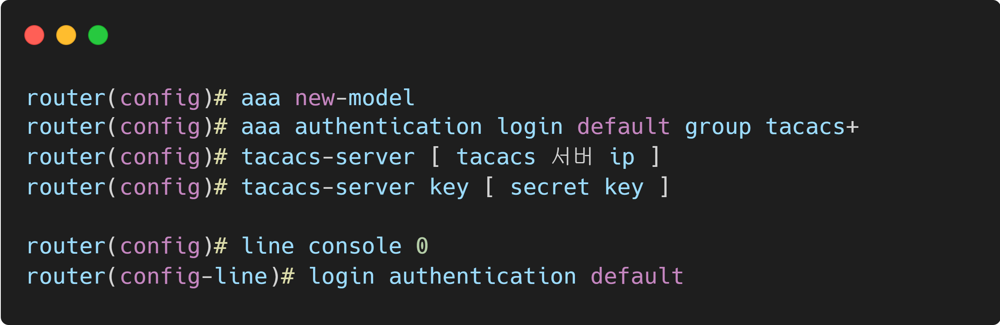 router(config)# aaa new-model
router(config)# aaa authentication login default group tacacs+
router(config)# tacacs-server [ tacacs 서버 ip ]
router(config)# tacacs-server key [ secret key ]
router(config)# line console 0
router(config-line)# login authentication default